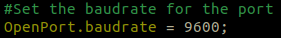 #Set the baudrate for the port
OpenPort.baudrate = 9600;